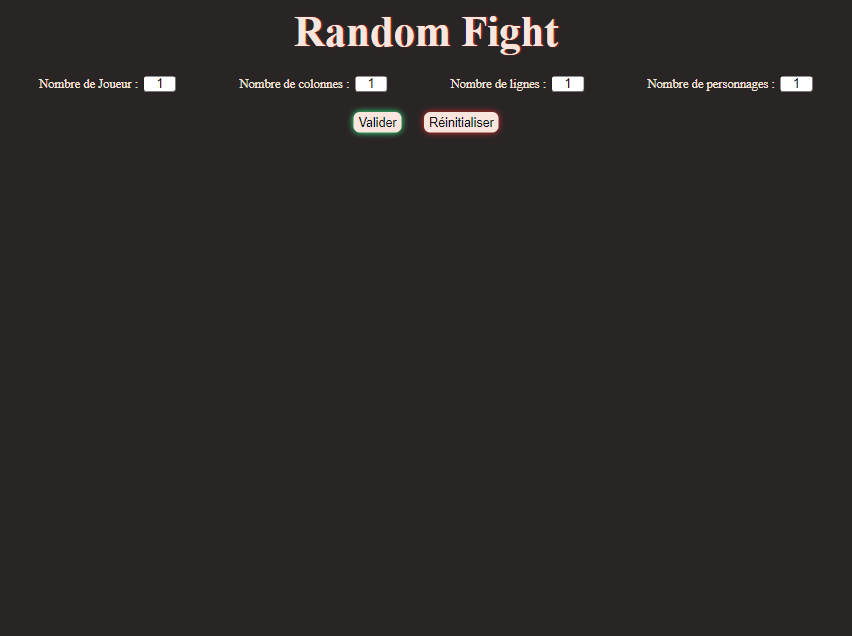 Random Fight
Nombre de Joueur : 1 Nombre de colonnes : 1 Nombre de lignes : 1 Nombre de personnages : 1
Valider Réinitialiser